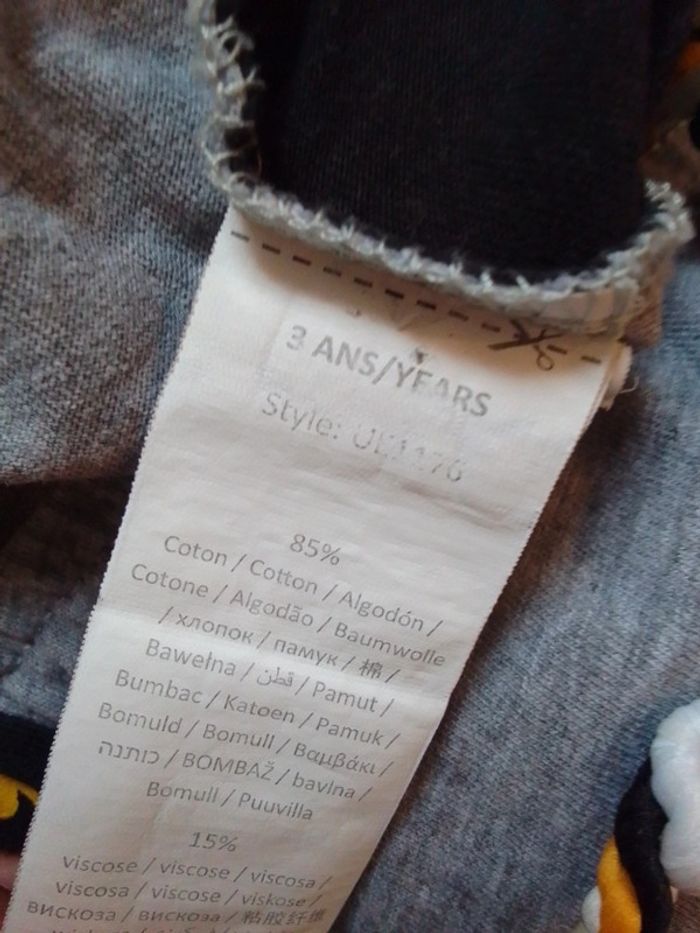 3 ANS/YEARS
Style:
85%
Coton / Cotton / Algodón /
Cotone / Algodão / Baumwolle
/ хлопок / памук / 棉 /
Bawełna / قطن / Pamut /
Bumbac / Katoen / Pamuk /
Bomuld / Bomull / Βαμβάκι /
כותנה / BOMBAŽ / bavlna /
Bomull / Puuvilla
15%
viscose / viscose / viscosa /
viscosa / viscose / viskose /
вискоза / вискоза / 粘胶纤维